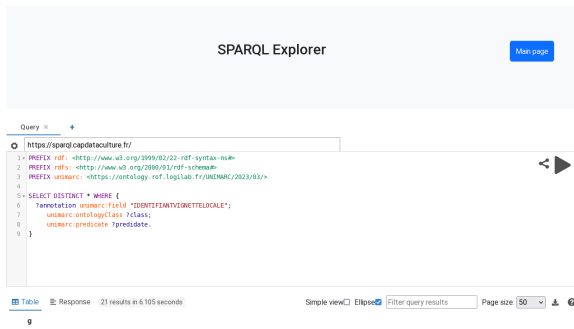 SPARQL Explorer
Main page
Query ×
+
https://sparql.capdataculture.fr/
1 PREFIX rdf: <http://www.w3.org/1999/02/22-rdf-syntax-ns#>
2 PREFIX rdfs: <http://www.w3.org/2000/01/rdf-schema#>
3 PREFIX unimarc: <https://ontology.rof.logilab.fr/UNIMARC/2023/03/>
4
5 SELECT DISTINCT * WHERE {
6 ?annotation unimarc:field "IDENTIFIANTVIGNETTELOCALE";
7 unimarc:ontologyClass ?class;
8 unimarc:predicate ?predidate.
9 }
Table
Response
21 results in 6.105 seconds
Simple view
Ellipse
Filter query results
Page size: 50
g